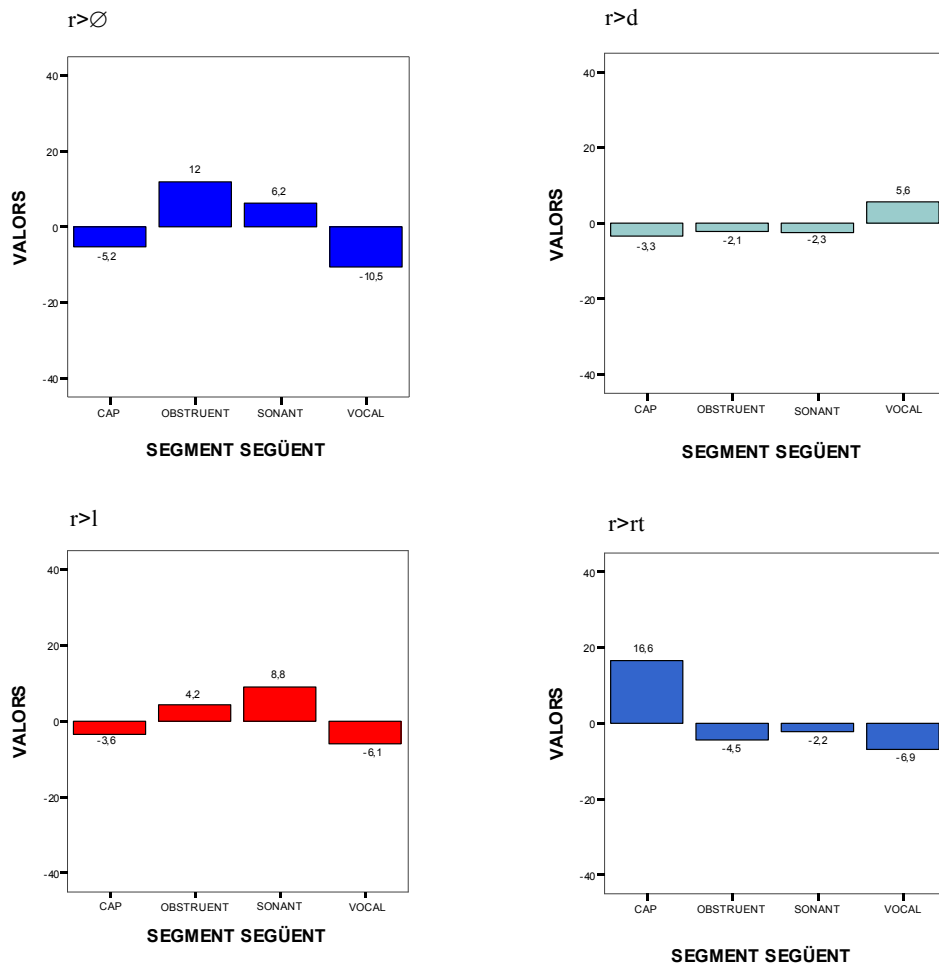 r>∅
VALORS
40
20
0
-20
-40
-5,2
12
6,2
-10,5
CAP
OBSTRUENT
SONANT
VOCAL
SEGMENT SEGÜENT
r>d
VALORS
40
20
0
-20
-40
-3,3
-2,1
-2,3
5,6
CAP
OBSTRUENT
SONANT
VOCAL
SEGMENT SEGÜENT
r>l
VALORS
40
20
0
-20
-40
-3,6
4,2
8,8
-6,1
CAP
OBSTRUENT
SONANT
VOCAL
SEGMENT SEGÜENT
r>rt
VALORS
40
20
0
-20
-40
16,6
-4,5
-2,2
-6,9
CAP
OBSTRUENT
SONANT
VOCAL
SEGMENT SEGÜENT